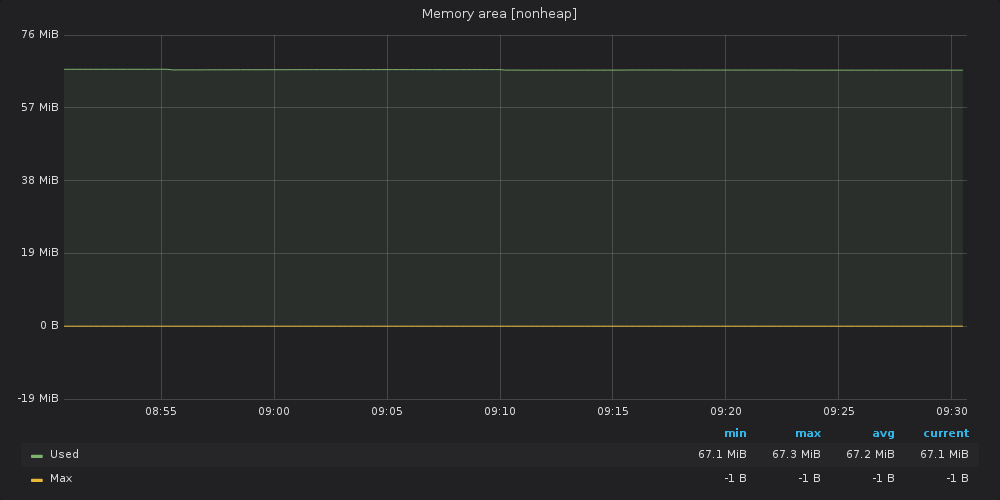 Memory area [nonheap]
76 MiB
57 MiB
38 MiB
19 MiB
0 B
-19 MiB
08:55 09:00 09:05 09:10 09:15 09:20 09:25 09:30
min max avg current
Used 67.1 MiB 67.3 MiB 67.2 MiB 67.1 MiB
Max -1 B -1 B -1 B -1 B